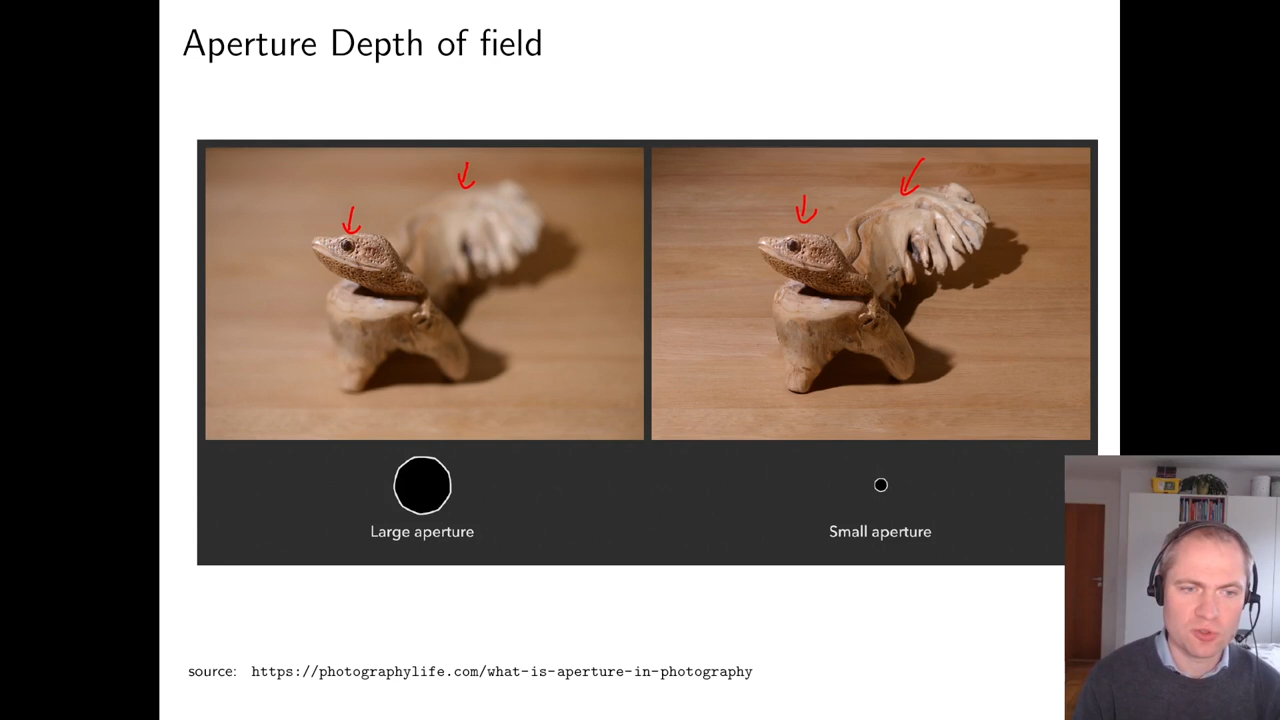 Aperture Depth of field
Large aperture
Small aperture
source: https://photographylife.com/what-is-aperture-in-photography